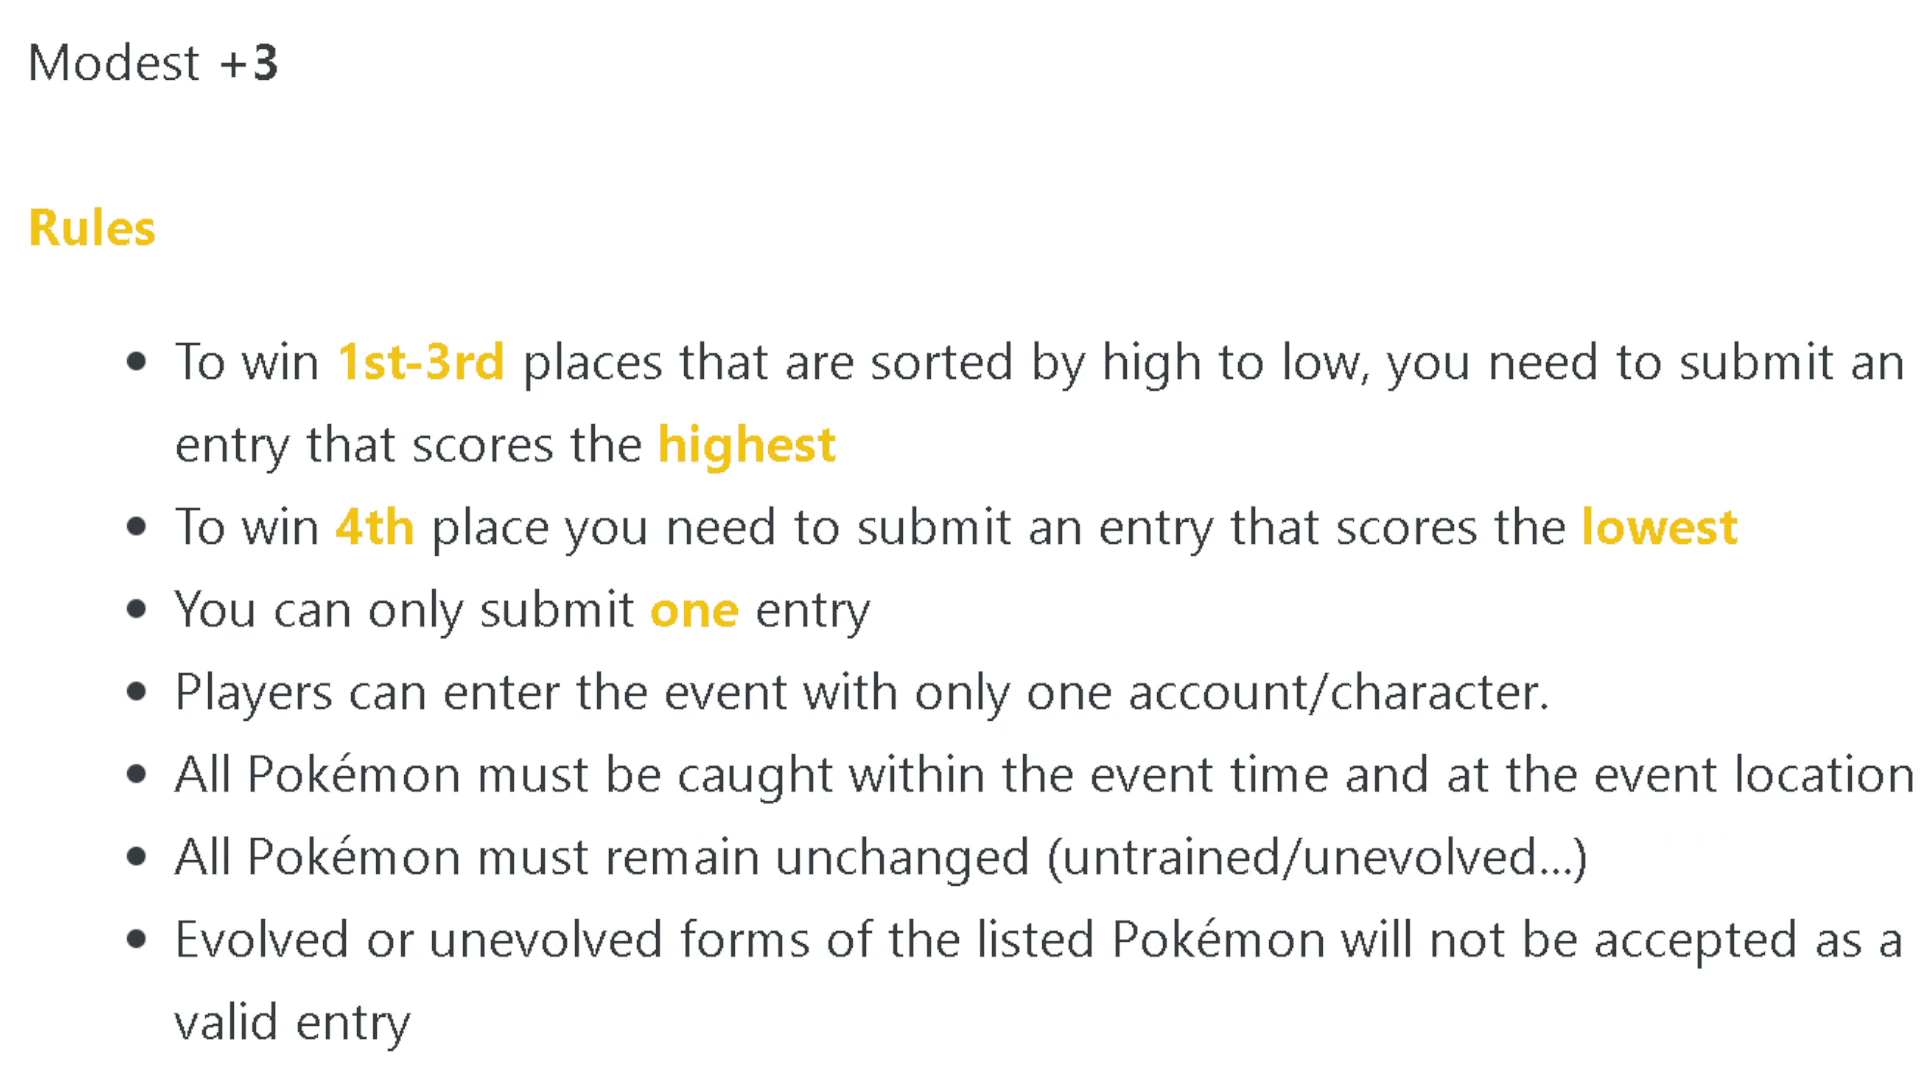 Modest +3
Rules
• To win 1st-3rd places that are sorted by high to low, you need to submit an
entry that scores the highest
• To win 4th place you need to submit an entry that scores the lowest
• You can only submit one entry
• Players can enter the event with only one account/character.
• All Pokémon must be caught within the event time and at the event location
• All Pokémon must remain unchanged (untrained/unevolved...)
• Evolved or unevolved forms of the listed Pokémon will not be accepted as a
valid entry